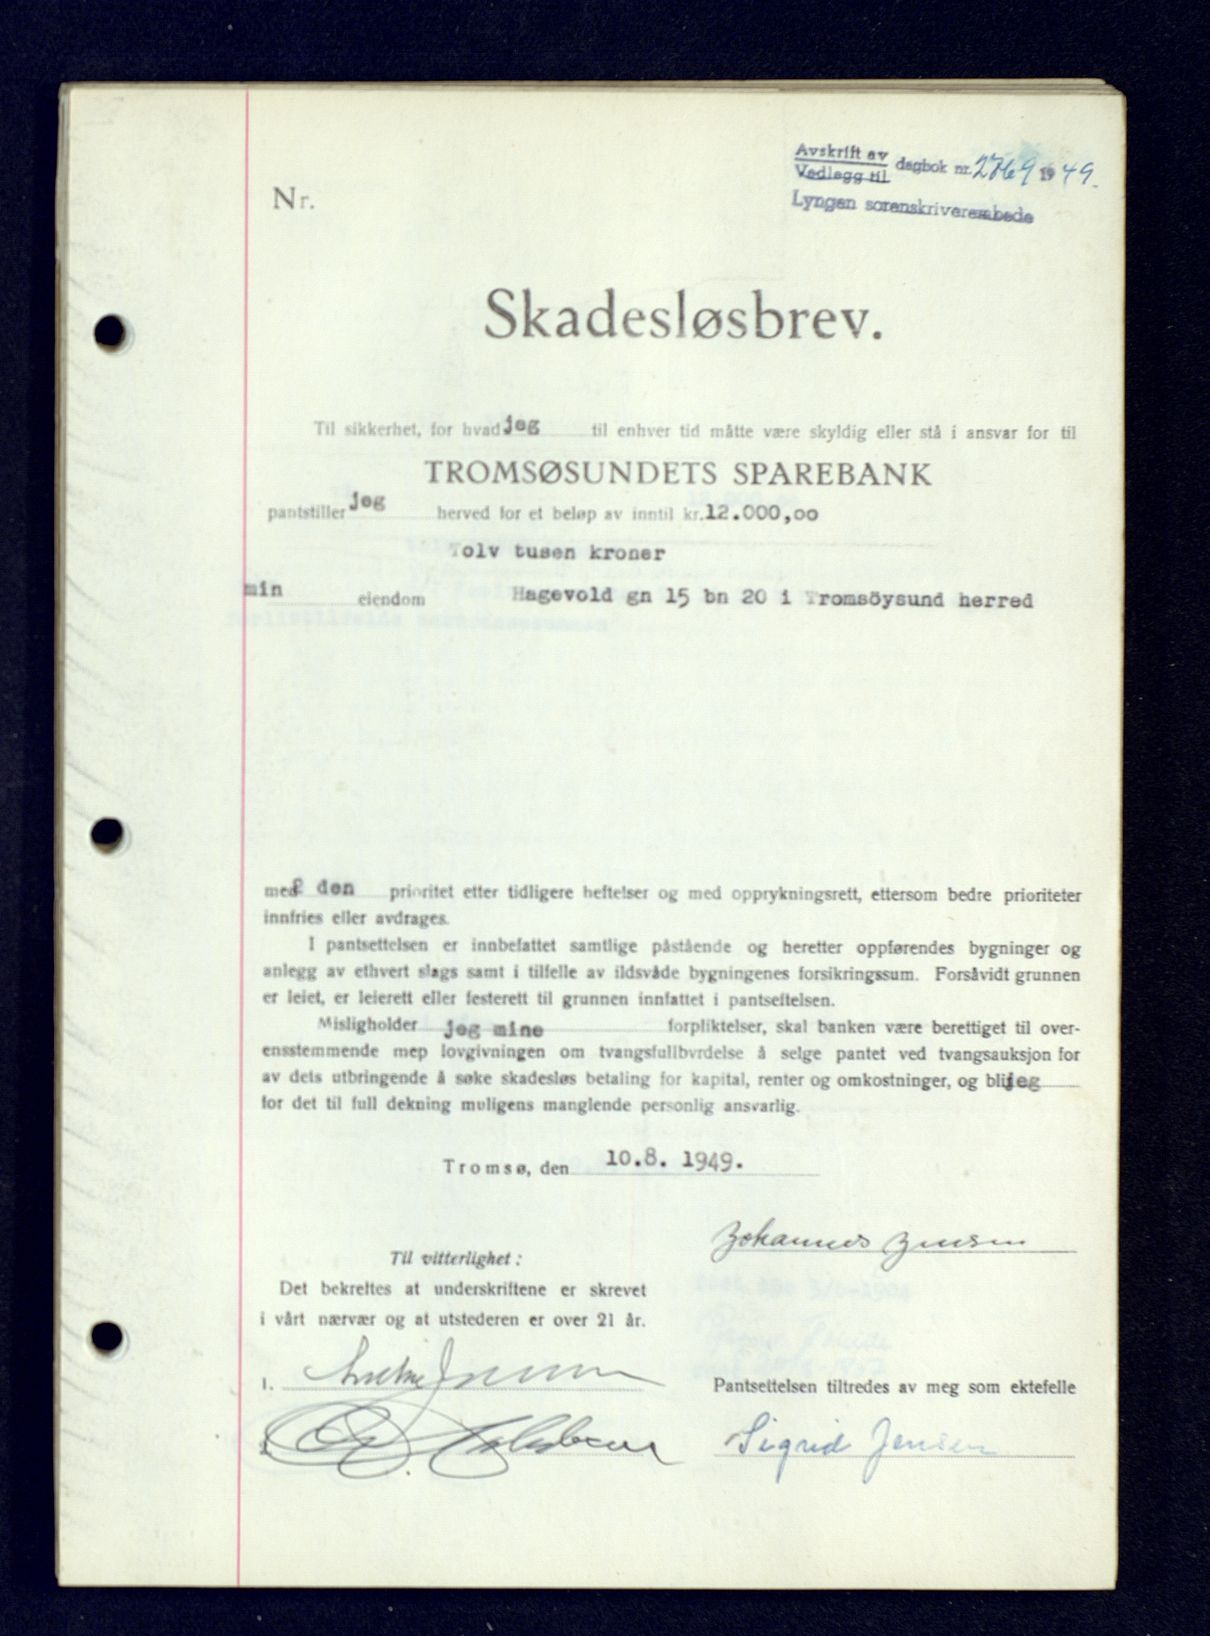 Avskrift av
Vedlegg til
dagbok nr. 2769 1949.
Lyngen sorenskriverembede
Nr.
Skadesløsbrev.
Til sikkerhet, for hvad jeg til enhver tid måtte være skyldig eller stå i ansvar for til
TROMSØSUNDETS SPAREBANK
pantstiller jeg herved for et beløp av inntil kr. 12.000,oo
Tolv tusen kroner
min eiendom Hagevold gn 15 bn 20 i Tromsöysund herred
med 2 den prioritet etter tidligere heftelser og med opprykningsrett, ettersom bedre prioriteter
innfries eller avdrages.
I pantsettelsen er innbefattet samtlige påstående og heretter oppførendes bygninger og
anlegg av ethvert slags samt i tilfelle av ildsvåde bygningenes forsikringssum. Forsåvidt grunnen
er leiet, er leierett eller festerett til grunnen innfattet i pantsettelsen.
Misligholder jeg mine forpliktelser, skal banken være berettiget til over-
ensstemmende mep lovgivningen om tvangsfullbvrdelse å selge pantet ved tvangsauksjon for
av dets utbringende å søke skadesløs betaling for kapital, renter og omkostninger, og blir jeg
for det til full dekning muligens manglende personlig ansvarlig.
Tromsø, den 10.8. 1949.
Johannes Jensen
Til vitterlighet:
Det bekreftes at underskriftene er skrevet
i vårt nærvær og at utstederen er over 21 år.
1.
Pantsettelsen tiltredes av meg som ektefelle
2.
Sigrid Jensen